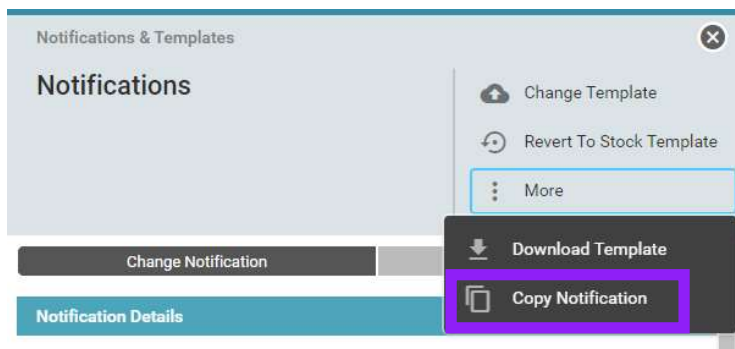 Notifications & Templates
Notifications
Change Template
Revert To Stock Template
More
Download Template
Copy Notification
Change Notification
Notification Details